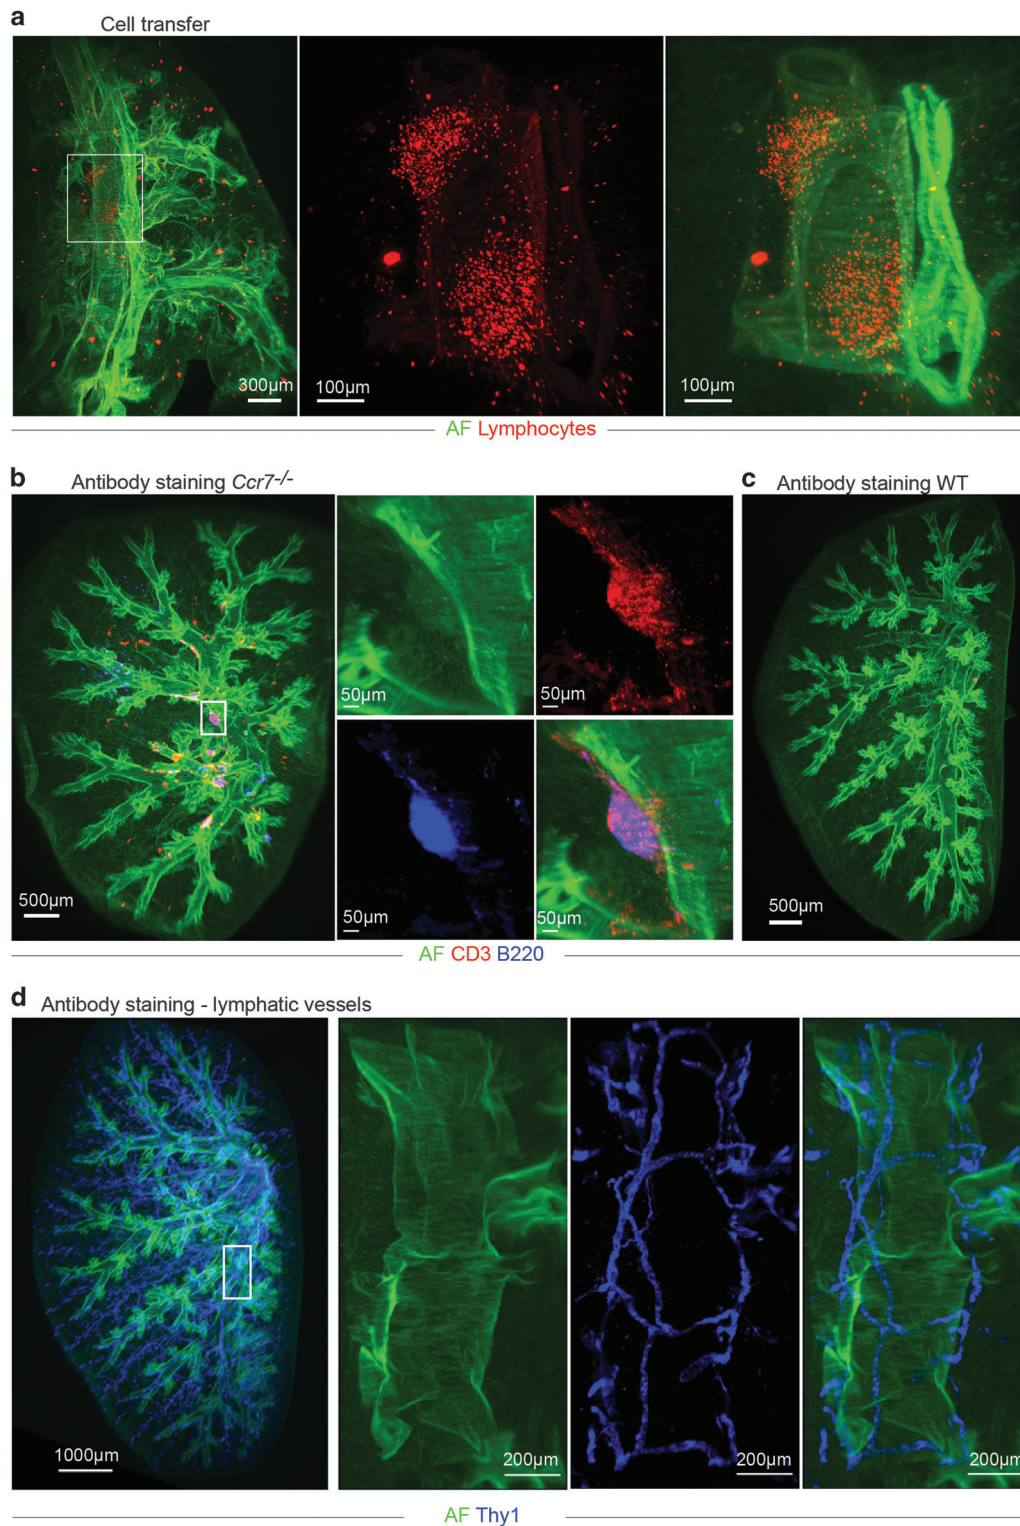 a
Cell transfer
300µm
100µm
100µm
AF Lymphocytes
b
Antibody staining Ccr7-/-
500µm
50µm
50µm
50µm
50µm
AF CD3 B220
c
Antibody staining WT
500µm
d
Antibody staining - lymphatic vessels
1000µm
200µm
200µm
200µm
AF Thy1